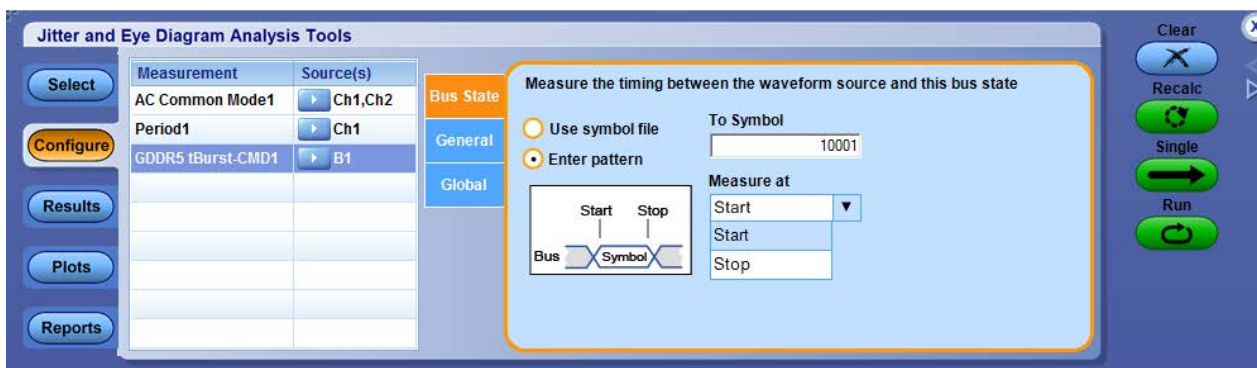 Jitter and Eye Diagram Analysis Tools
Select
Configure
Results
Plots
Reports
Measurement Source(s)
AC Common Mode1 Ch1,Ch2
Period1 Ch1
GDDR5 tBurst-CMD1 B1
Bus State
General
Global
Measure the timing between the waveform source and this bus state
Use symbol file
Enter pattern
To Symbol
10001
Measure at
Start
Start
Stop
Start Stop
Bus Symbol
Clear
X
Recalc
Single
Run